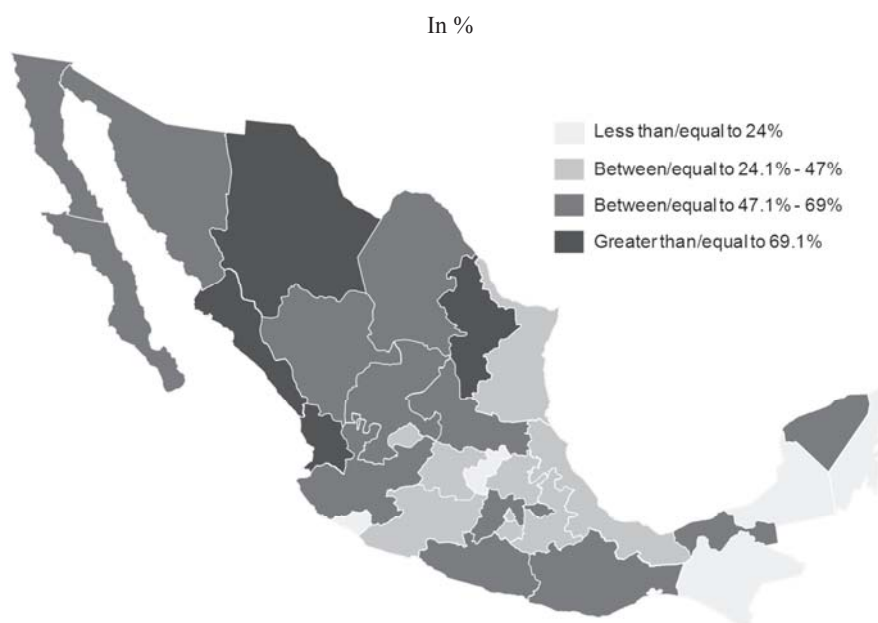 In %
Less than/equal to 24%
Between/equal to 24.1% - 47%
Between/equal to 47.1% - 69%
Greater than/equal to 69.1%